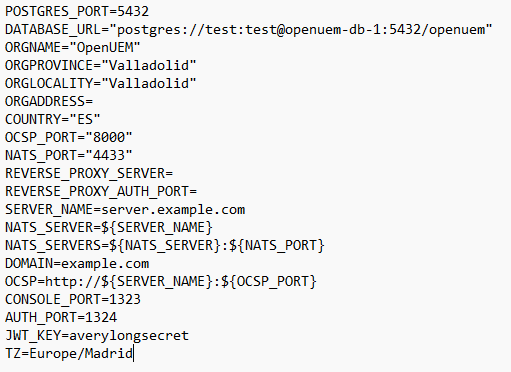 POSTGRES_PORT=5432
DATABASE_URL="postgres://test:test@openuem-db-1:5432/openuem"
ORGNAME="OpenUEM"
ORGPROVINCE="Valladolid"
ORGLOCALITY="Valladolid"
ORGADDRESS=
COUNTRY="ES"
OCSP_PORT="8000"
NATS_PORT="4433"
REVERSE_PROXY_SERVER=
REVERSE_PROXY_AUTH_PORT=
SERVER_NAME=server.example.com
NATS_SERVER=${SERVER_NAME}
NATS_SERVERS=${NATS_SERVER}:${NATS_PORT}
DOMAIN=example.com
OCSP=http://${SERVER_NAME}:${OCSP_PORT}
CONSOLE_PORT=1323
AUTH_PORT=1324
JWT_KEY=averylongsecret
TZ=Europe/Madrid